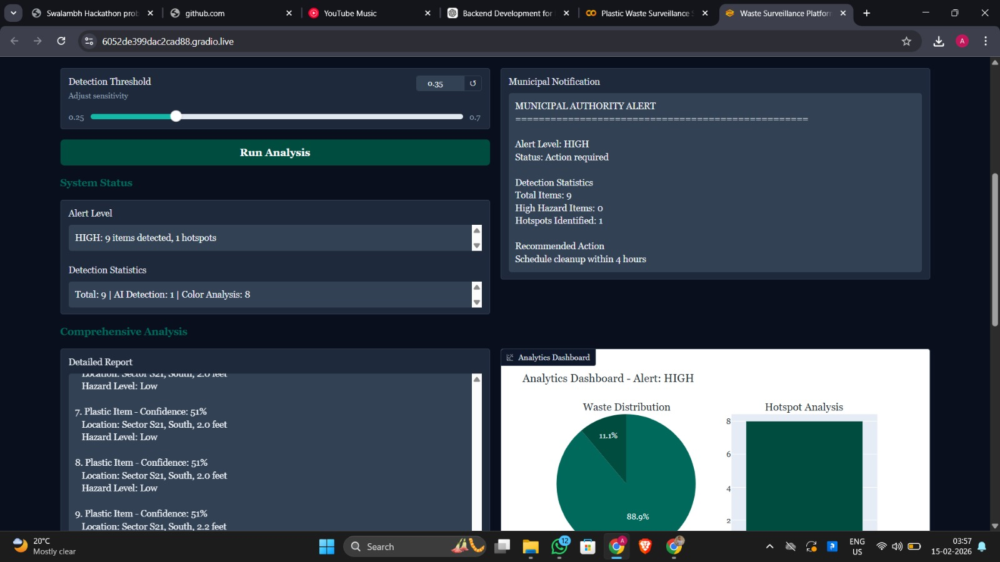 Swalambh Hackathon prob
github.com
YouTube Music
Backend Development for
Plastic Waste Surveillance S
Waste Surveillance Platform
6052de399dac2cad88.gradio.live
A
Detection Threshold
0.35
Adjust sensitivity
0.25
0.7
Run Analysis
System Status
Alert Level
HIGH: 9 items detected, 1 hotspots
Detection Statistics
Total: 9 | AI Detection: 1 | Color Analysis: 8
Municipal Notification
MUNICIPAL AUTHORITY ALERT
==================================================
Alert Level: HIGH
Status: Action required
Detection Statistics
Total Items: 9
High Hazard Items: 0
Hotspots Identified: 1
Recommended Action
Schedule cleanup within 4 hours
Comprehensive Analysis
Detailed Report
Location: Sector S21, South, 2.0 feet
Hazard Level: Low
7. Plastic Item - Confidence: 51%
Location: Sector S21, South, 2.0 feet
Hazard Level: Low
8. Plastic Item - Confidence: 51%
Location: Sector S21, South, 2.0 feet
Hazard Level: Low
9. Plastic Item - Confidence: 51%
Location: Sector S21, South, 2.2 feet
Analytics Dashboard
Analytics Dashboard - Alert: HIGH
Waste Distribution
11.1%
88.9%
Hotspot Analysis
8
6
4
2
20°C
Mostly clear
Search
12
A
ENG
US
03:57
15-02-2026